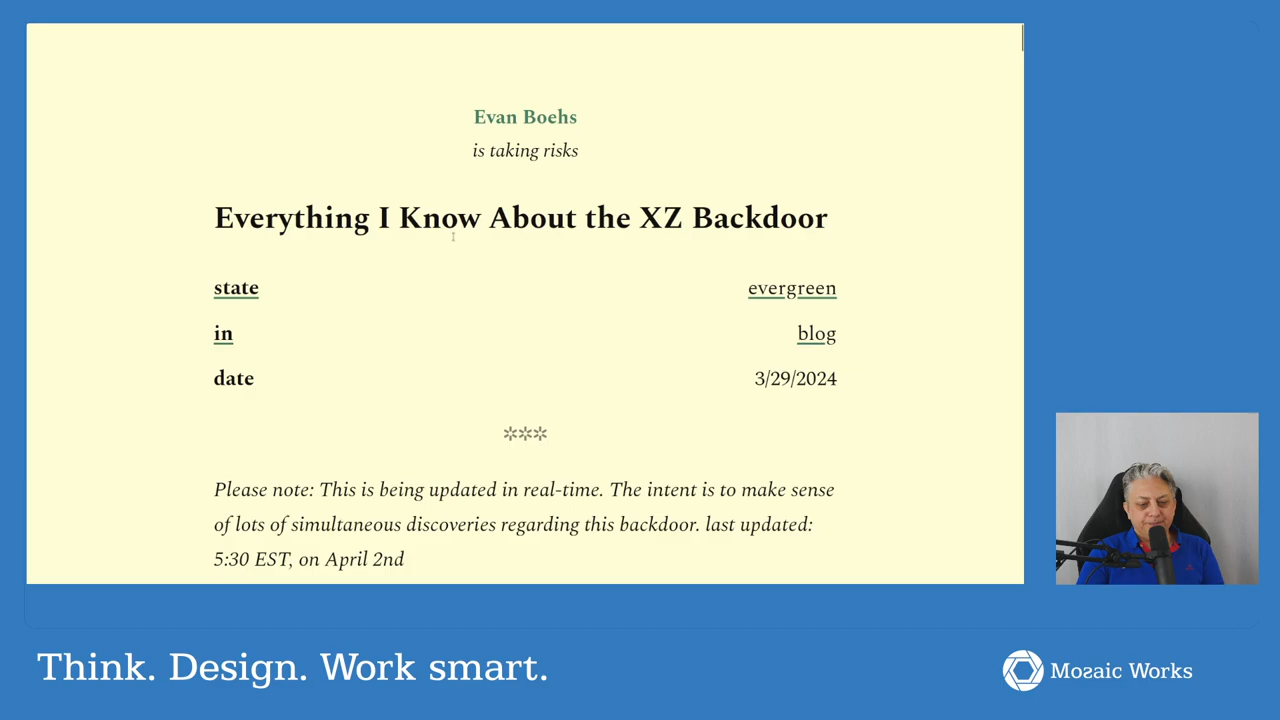 Evan Boehs
is taking risks
Everything I Know About the XZ Backdoor
state evergreen
in blog
date 3/29/2024
***
Please note: This is being updated in real-time. The intent is to make sense
of lots of simultaneous discoveries regarding this backdoor. last updated:
5:30 EST, on April 2nd
Think. Design. Work smart.
Mozaic Works